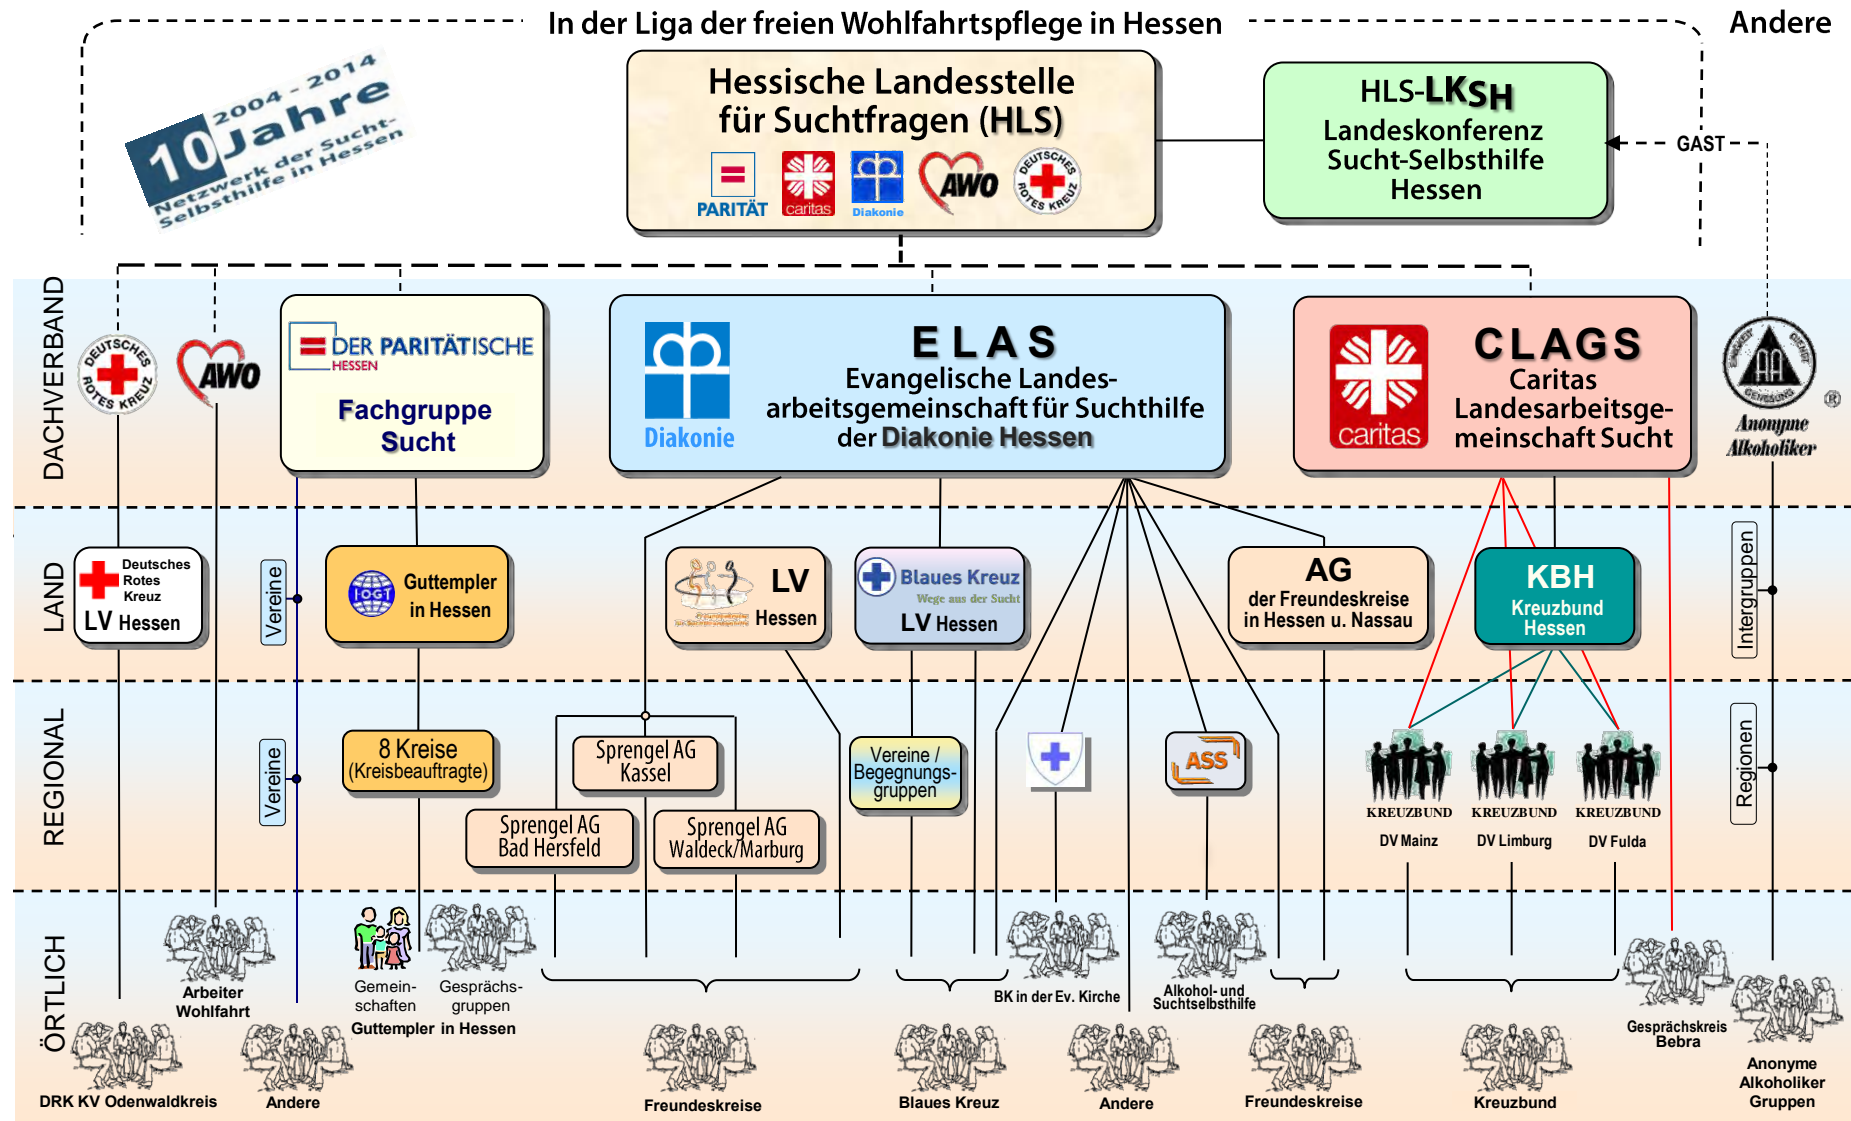 In der Liga der freien Wohlfahrtspflege in Hessen
Andere
2004 - 2014
10 Jahre
Netzwerk der Sucht-
Selbsthilfe in Hessen
Hessische Landesstelle
für Suchtfragen (HLS)
PARITÄT
caritas
Diakonie
AWO
DEUTSCHES
ROTES KREUZ
HLS-LKSH
Landeskonferenz
Sucht-Selbsthilfe
Hessen
GAST
DACHVERBAND
DEUTSCHES
ROTES KREUZ
AWO
DER PARITÄTISCHE
HESSEN
Fachgruppe
Sucht
Diakonie
ELAS
Evangelische Landes-
arbeitsgemeinschaft für Suchthilfe
der Diakonie Hessen
caritas
CLAGS
Caritas
Landesarbeitsge-
meinschaft Sucht
AA
®
Anonyme
Alkoholiker
LAND
Deutsches
Rotes
Kreuz
LV Hessen
Vereine
I·O·G·T
Guttempler
in Hessen
LV
Hessen
Blaues Kreuz
Wege aus der Sucht
LV Hessen
AG
der Freundeskreise
in Hessen u. Nassau
KBH
Kreuzbund
Hessen
Intergruppen
REGIONAL
Vereine
8 Kreise
(Kreisbeauftragte)
Sprengel AG
Kassel
Sprengel AG
Bad Hersfeld
Sprengel AG
Waldeck/Marburg
Vereine /
Begegnungs-
gruppen
ASS
KREUZBUND
DV Mainz
KREUZBUND
DV Limburg
KREUZBUND
DV Fulda
Regionen
ÖRTLICH
DRK KV Odenwaldkreis
Arbeiter
Wohlfahrt
Andere
Gemein-
schaften
Gesprächs-
gruppen
Guttempler in Hessen
Freundeskreise
Blaues Kreuz
BK in der Ev. Kirche
Andere
Alkohol- und
Suchtselbsthilfe
Freundeskreise
Kreuzbund
Gesprächskreis
Bebra
Anonyme
Alkoholiker
Gruppen